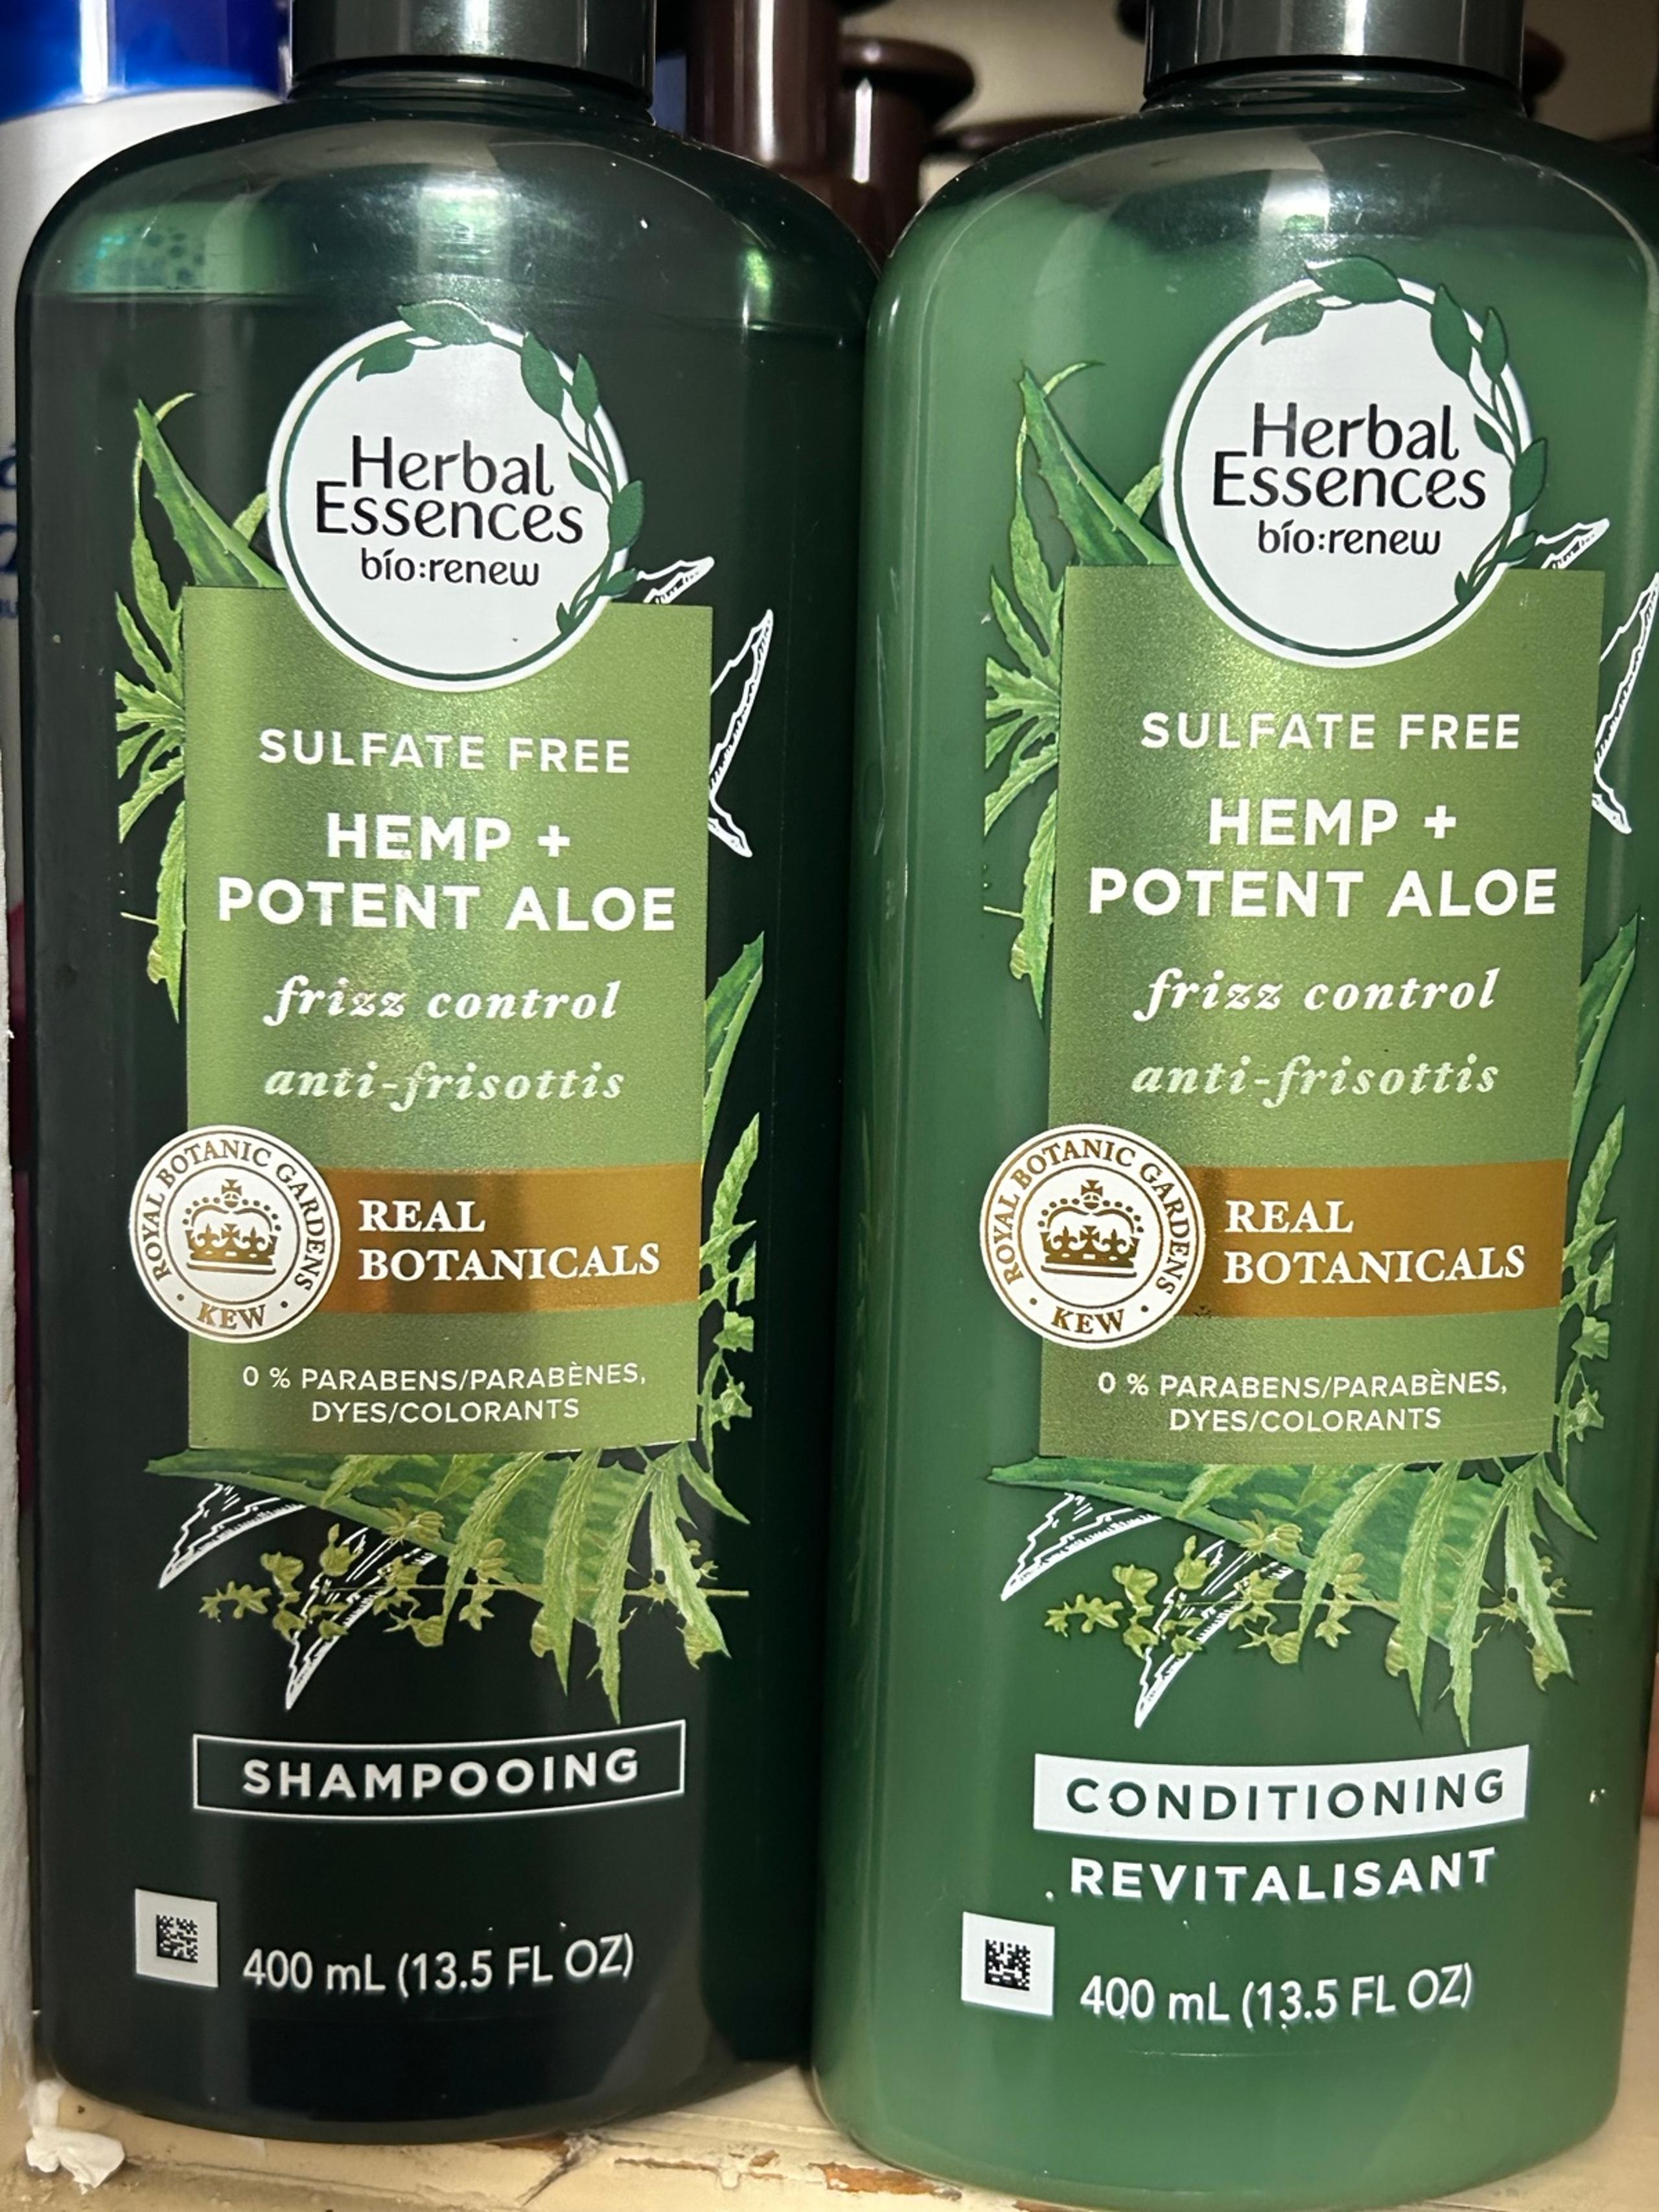 Herbal
Essences
bío:renew
SULFATE FREE
HEMP +
POTENT ALOE
frizz control
anti-frisottis
ROYAL BOTANIC GARDENS
KEW
REAL
BOTANICALS
0 % PARABENS/PARABÈNES,
DYES/COLORANTS
SHAMPOOING
400 mL (13.5 FL OZ)
Herbal
Essences
bío:renew
SULFATE FREE
HEMP +
POTENT ALOE
frizz control
anti-frisottis
ROYAL BOTANIC GARDENS
KEW
REAL
BOTANICALS
0 % PARABENS/PARABÈNES,
DYES/COLORANTS
CONDITIONING
REVITALISANT
400 mL (13.5 FL OZ)